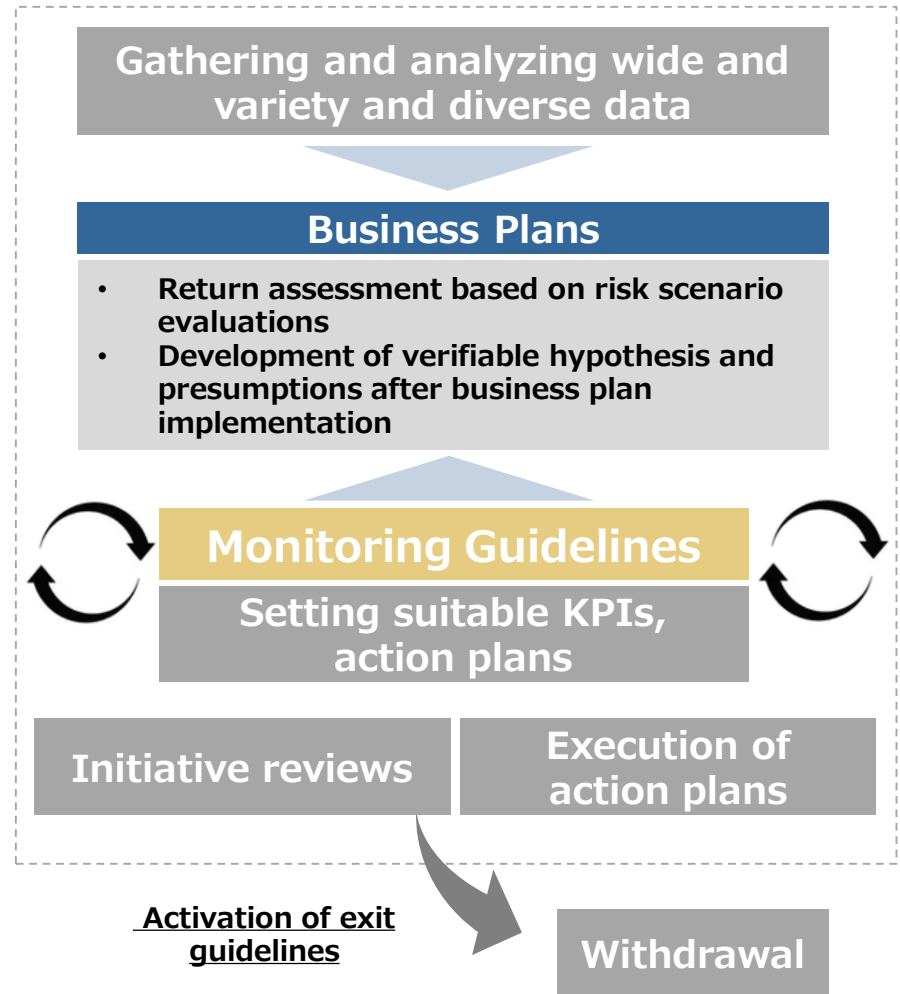 Gathering and analyzing wide and
variety and diverse data
Business Plans
• Return assessment based on risk scenario
evaluations
• Development of verifiable hypothesis and
presumptions after business plan
implementation
Monitoring Guidelines
Setting suitable KPIs,
action plans
Initiative reviews
Execution of
action plans
Activation of exit
guidelines
Withdrawal